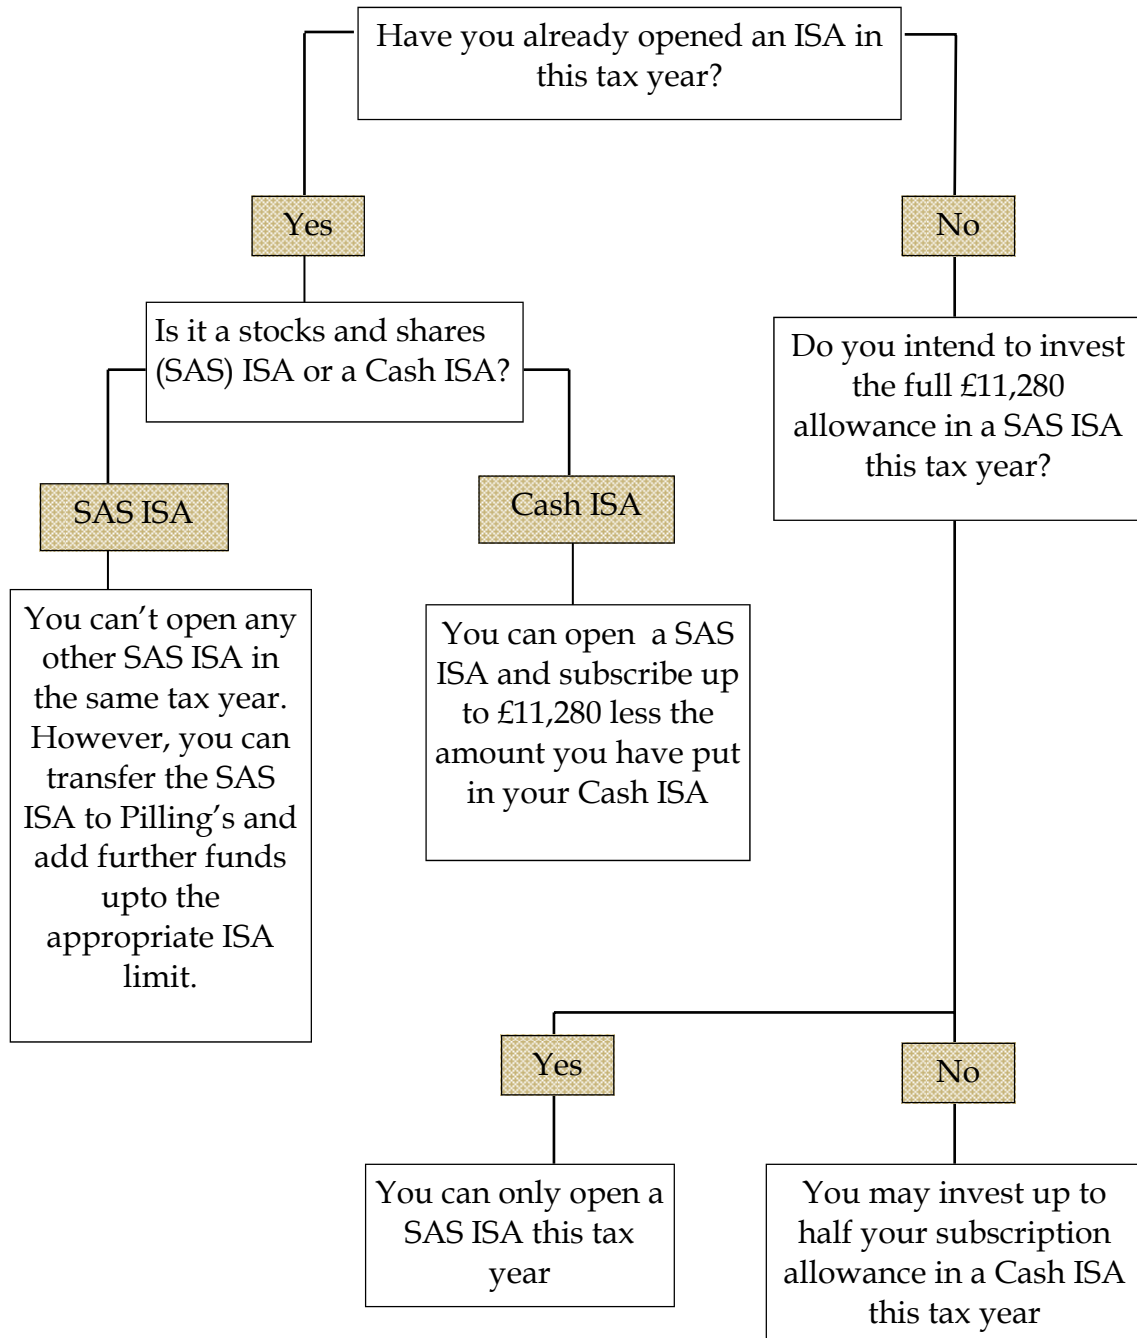 Have you already opened an ISA in
this tax year?
Yes
No
Is it a stocks and shares
(SAS) ISA or a Cash ISA?
Do you intend to invest
the full £11,280
allowance in a SAS ISA
this tax year?
SAS ISA
Cash ISA
You can’t open any
other SAS ISA in
the same tax year.
However, you can
transfer the SAS
ISA to Pilling’s and
add further funds
upto the
appropriate ISA
limit.
You can open a SAS
ISA and subscribe up
to £11,280 less the
amount you have put
in your Cash ISA
Yes
No
You can only open a
SAS ISA this tax
year
You may invest up to
half your subscription
allowance in a Cash ISA
this tax year